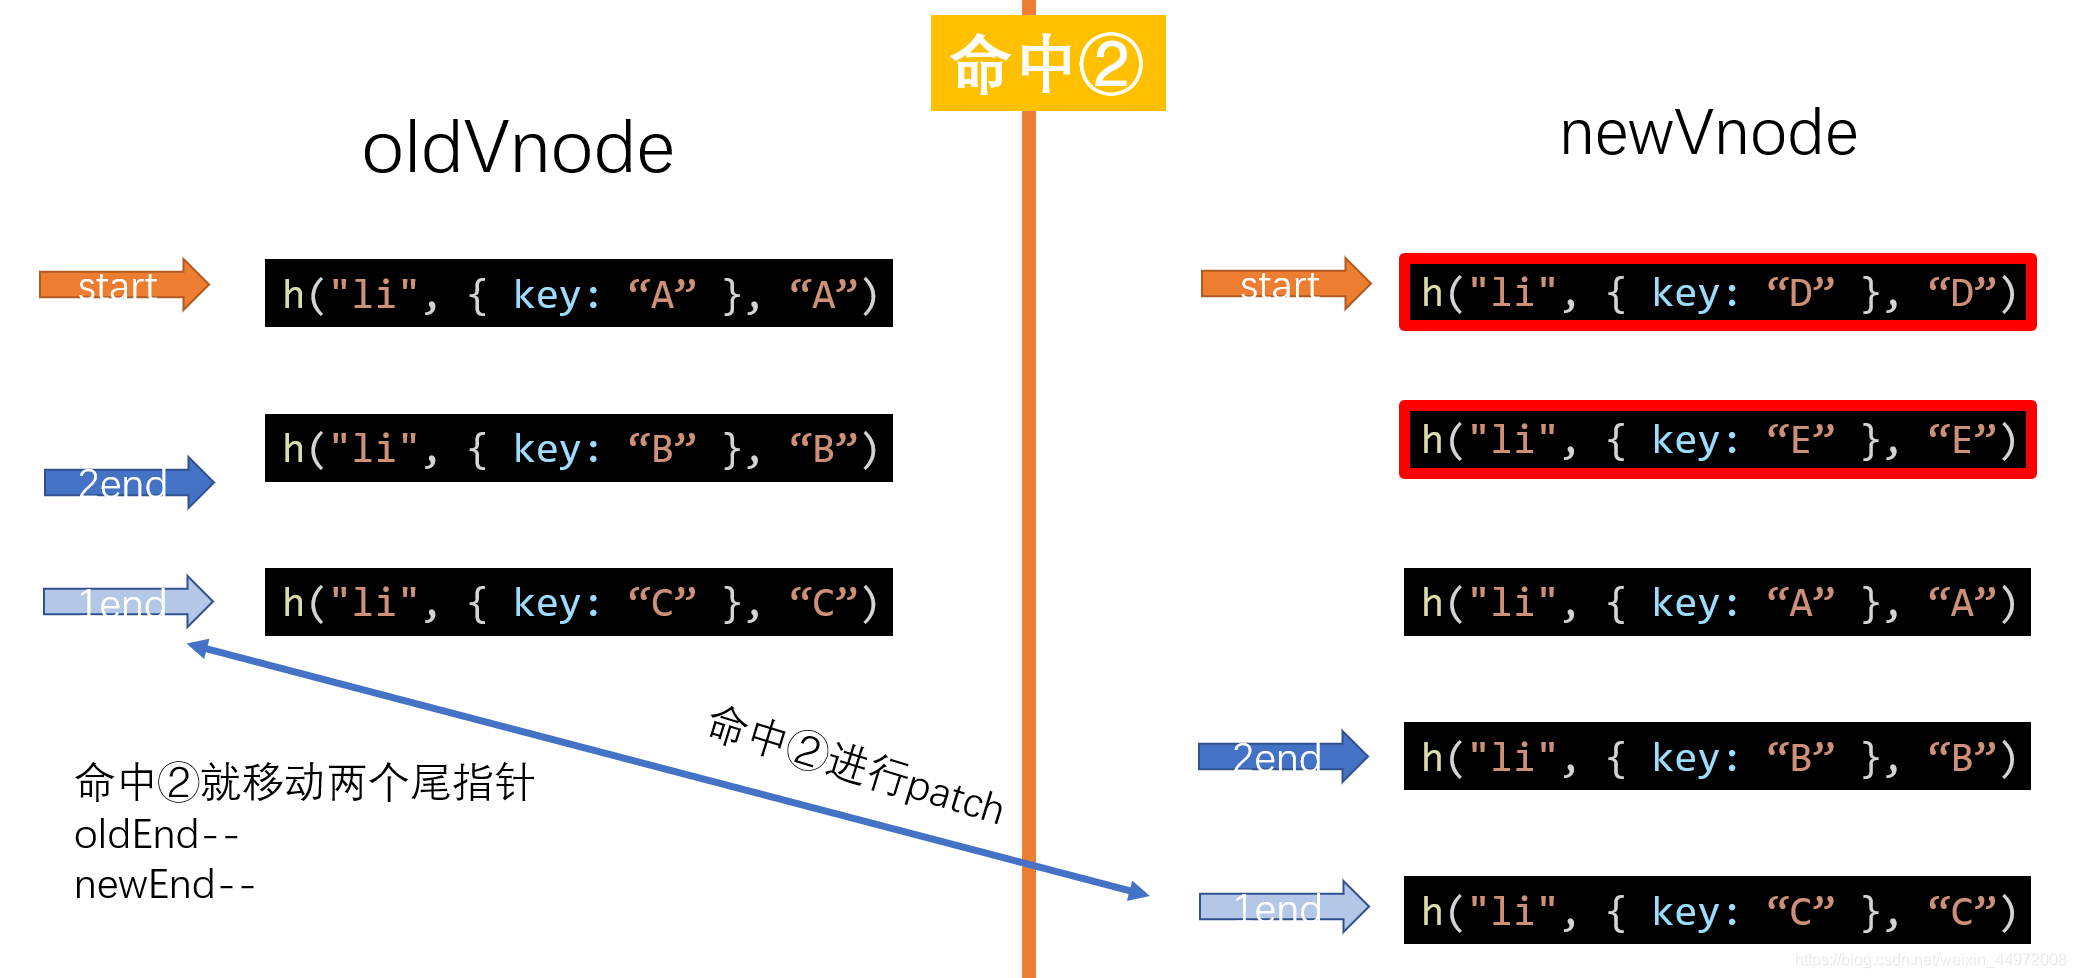 命中②
oldVnode
newVnode
start
h("li", { key: “A” }, “A”)
start
h("li", { key: “D” }, “D”)
h("li", { key: “B” }, “B”)
h("li", { key: “E” }, “E”)
2end
1end
h("li", { key: “C” }, “C”)
h("li", { key: “A” }, “A”)
命中②进行patch
2end
h("li", { key: “B” }, “B”)
命中②就移动两个尾指针
oldEnd--
newEnd--
1end
h("li", { key: “C” }, “C”)
https://blog.csdn.net/weixin_44972008